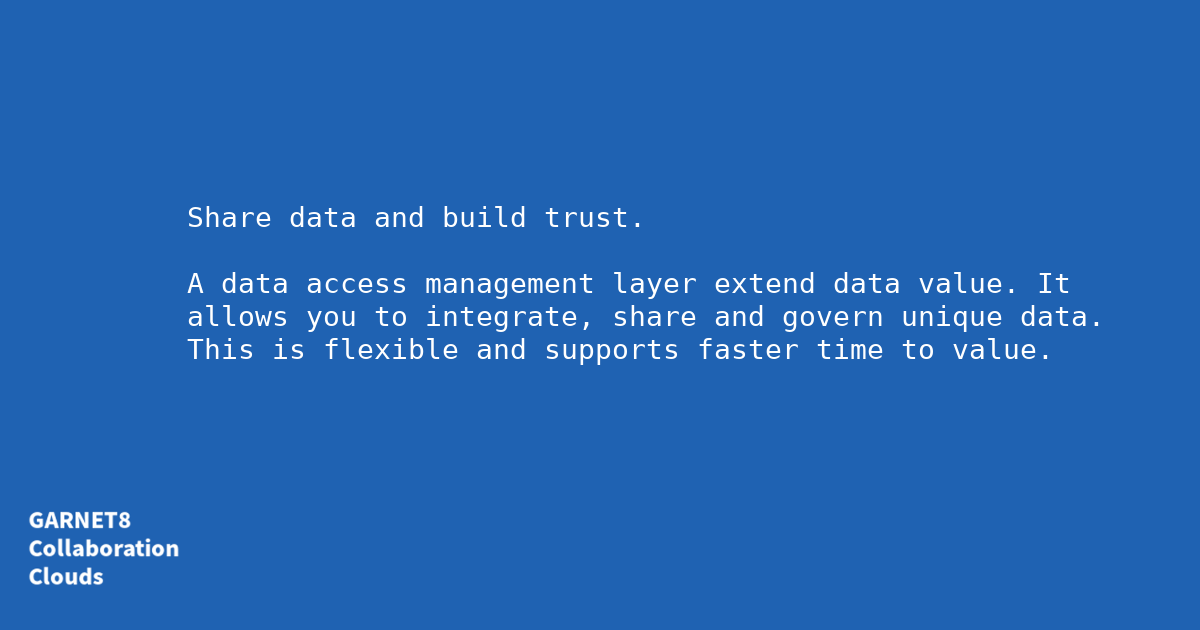 Share data and build trust.
A data access management layer extend data value. It
allows you to integrate, share and govern unique data.
This is flexible and supports faster time to value.
GARNET8
Collaboration
Clouds